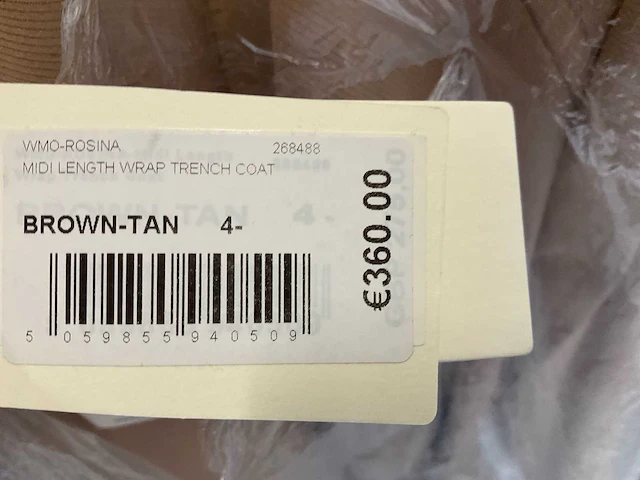 WMO-ROSINA 268488
MIDI LENGTH WRAP TRENCH COAT
BROWN-TAN 4-
€360.00
5 059855 940509